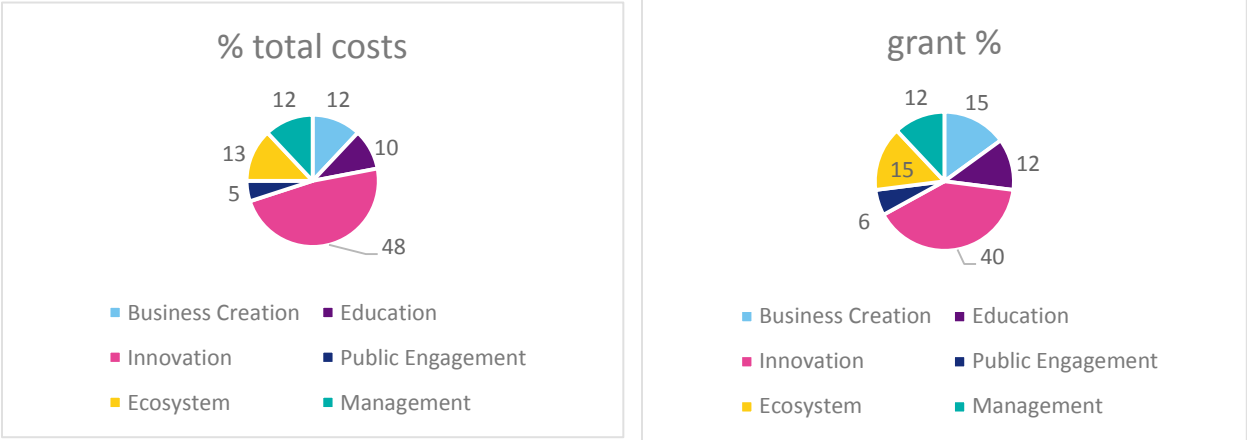 % total costs
12 12
13 10
5
48
Business Creation Education
Innovation Public Engagement
Ecosystem Management
grant %
12 15
15 12
6
40
Business Creation Education
Innovation Public Engagement
Ecosystem Management